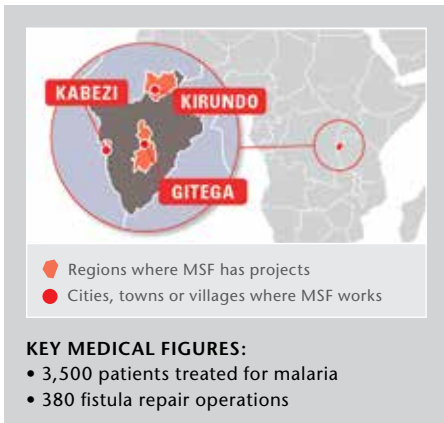 KABEZI
KIRUNDO
GITEGA
Regions where MSF has projects
Cities, towns or villages where MSF works
KEY MEDICAL FIGURES:
• 3,500 patients treated for malaria
• 380 fistula repair operations